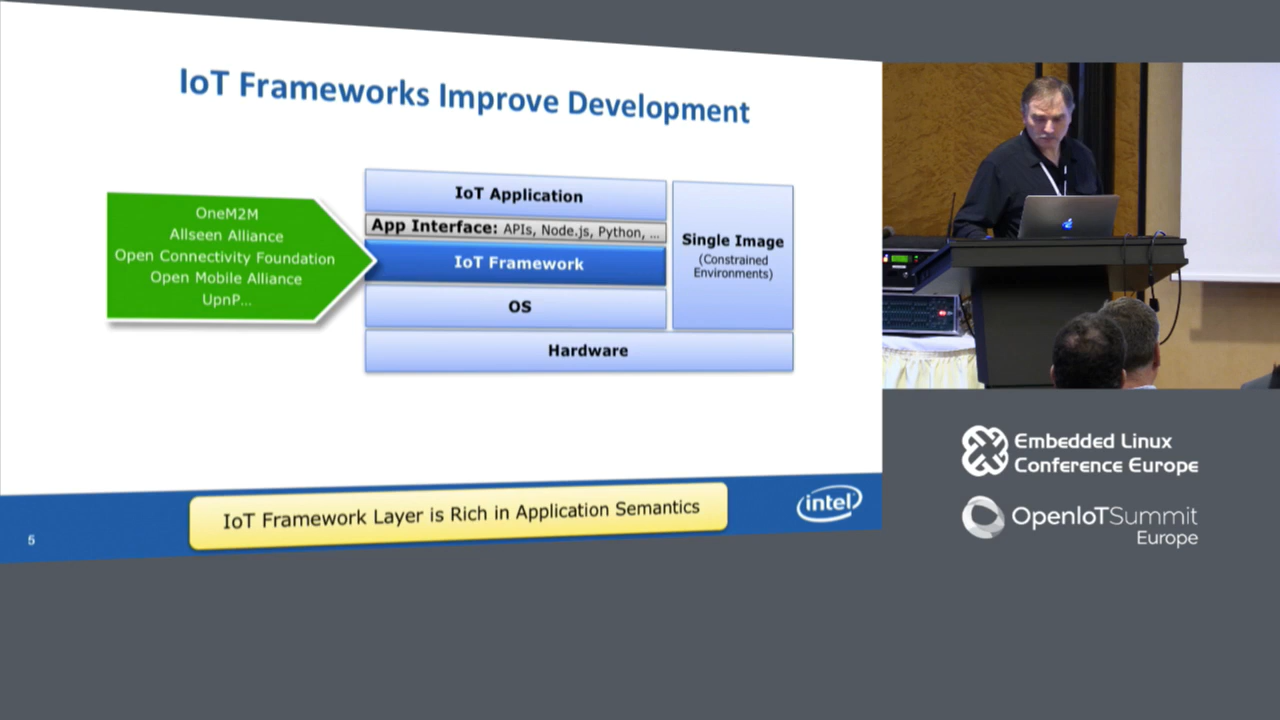 IoT Frameworks Improve Development
OneM2M
Allseen Alliance
Open Connectivity Foundation
Open Mobile Alliance
UpnP...
IoT Application
App Interface: APIs, Node.js, Python, ...
IoT Framework
OS
Hardware
Single Image
(Constrained
Environments)
IoT Framework Layer is Rich in Application Semantics
intel
5
Embedded Linux
Conference Europe
OpenIoTSummit
Europe